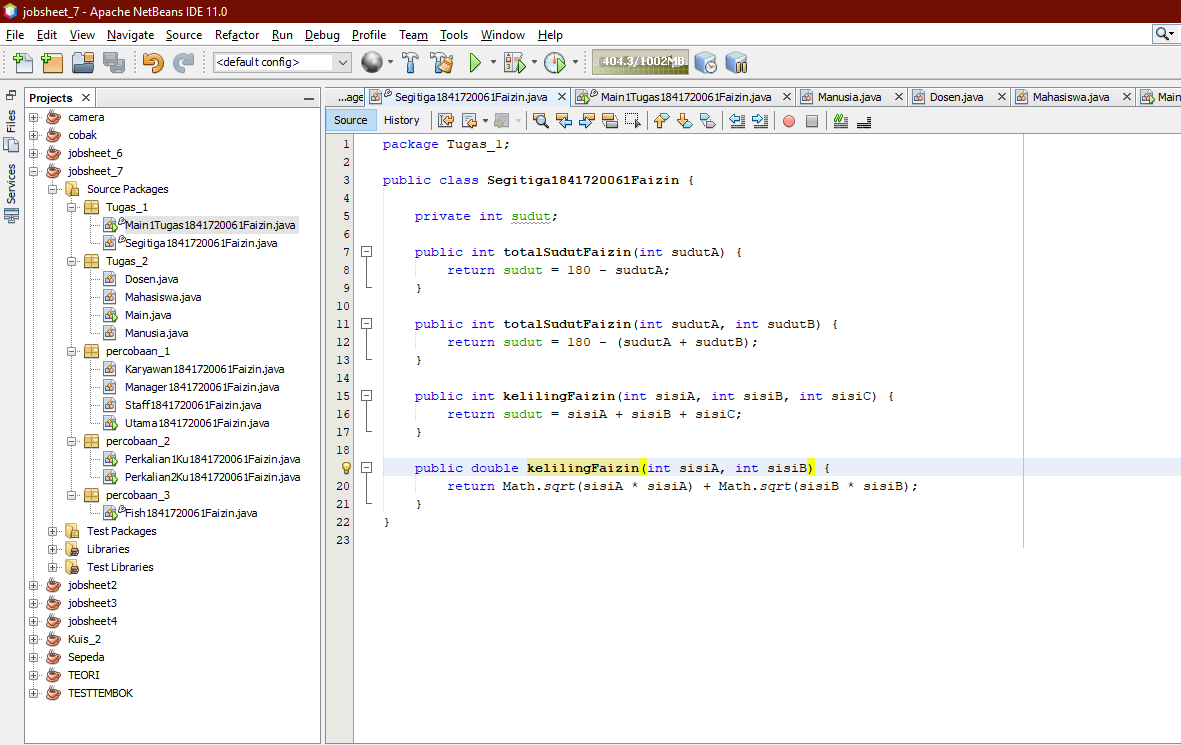 jobsheet_7 - Apache NetBeans IDE 11.0
File Edit View Navigate Source Refactor Run Debug Profile Team Tools Window Help
<default config> 404.3/1002MB
Projects
...age Segitiga1841720061Faizin.java Main1Tugas1841720061Faizin.java Manusia.java Dosen.java Mahasiswa.java Main
Source History
Files
Services
camera
cobak
jobsheet_6
jobsheet_7
Source Packages
Tugas_1
Main1Tugas1841720061Faizin.java
Segitiga1841720061Faizin.java
Tugas_2
Dosen.java
Mahasiswa.java
Main.java
Manusia.java
percobaan_1
Karyawan1841720061Faizin.java
Manager1841720061Faizin.java
Staff1841720061Faizin.java
Utama1841720061Faizin.java
percobaan_2
Perkalian1Ku1841720061Faizin.java
Perkalian2Ku1841720061Faizin.java
percobaan_3
Fish1841720061Faizin.java
Test Packages
Libraries
Test Libraries
jobsheet2
jobsheet3
jobsheet4
Kuis_2
Sepeda
TEORI
TESTTEMBOK
1 package Tugas_1;
2
3 public class Segitiga1841720061Faizin {
4
5 private int sudut;
6
7 public int totalSudutFaizin(int sudutA) {
8 return sudut = 180 - sudutA;
9 }
10
11 public int totalSudutFaizin(int sudutA, int sudutB) {
12 return sudut = 180 - (sudutA + sudutB);
13 }
14
15 public int kelilingFaizin(int sisiA, int sisiB, int sisiC) {
16 return sudut = sisiA + sisiB + sisiC;
17 }
18
public double kelilingFaizin(int sisiA, int sisiB) {
20 return Math.sqrt(sisiA * sisiA) + Math.sqrt(sisiB * sisiB);
21 }
22 }
23